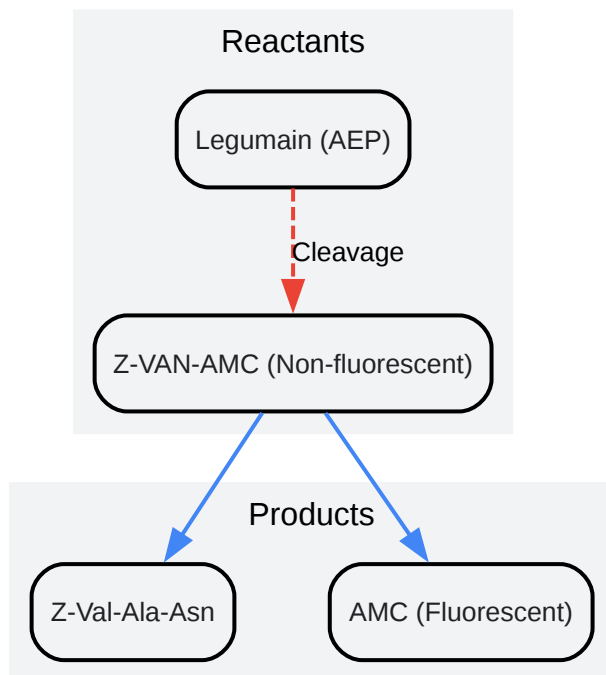 Reactants
Legumain (AEP)
Cleavage
Z-VAN-AMC (Non-fluorescent)
Products
Z-Val-Ala-Asn
AMC (Fluorescent)